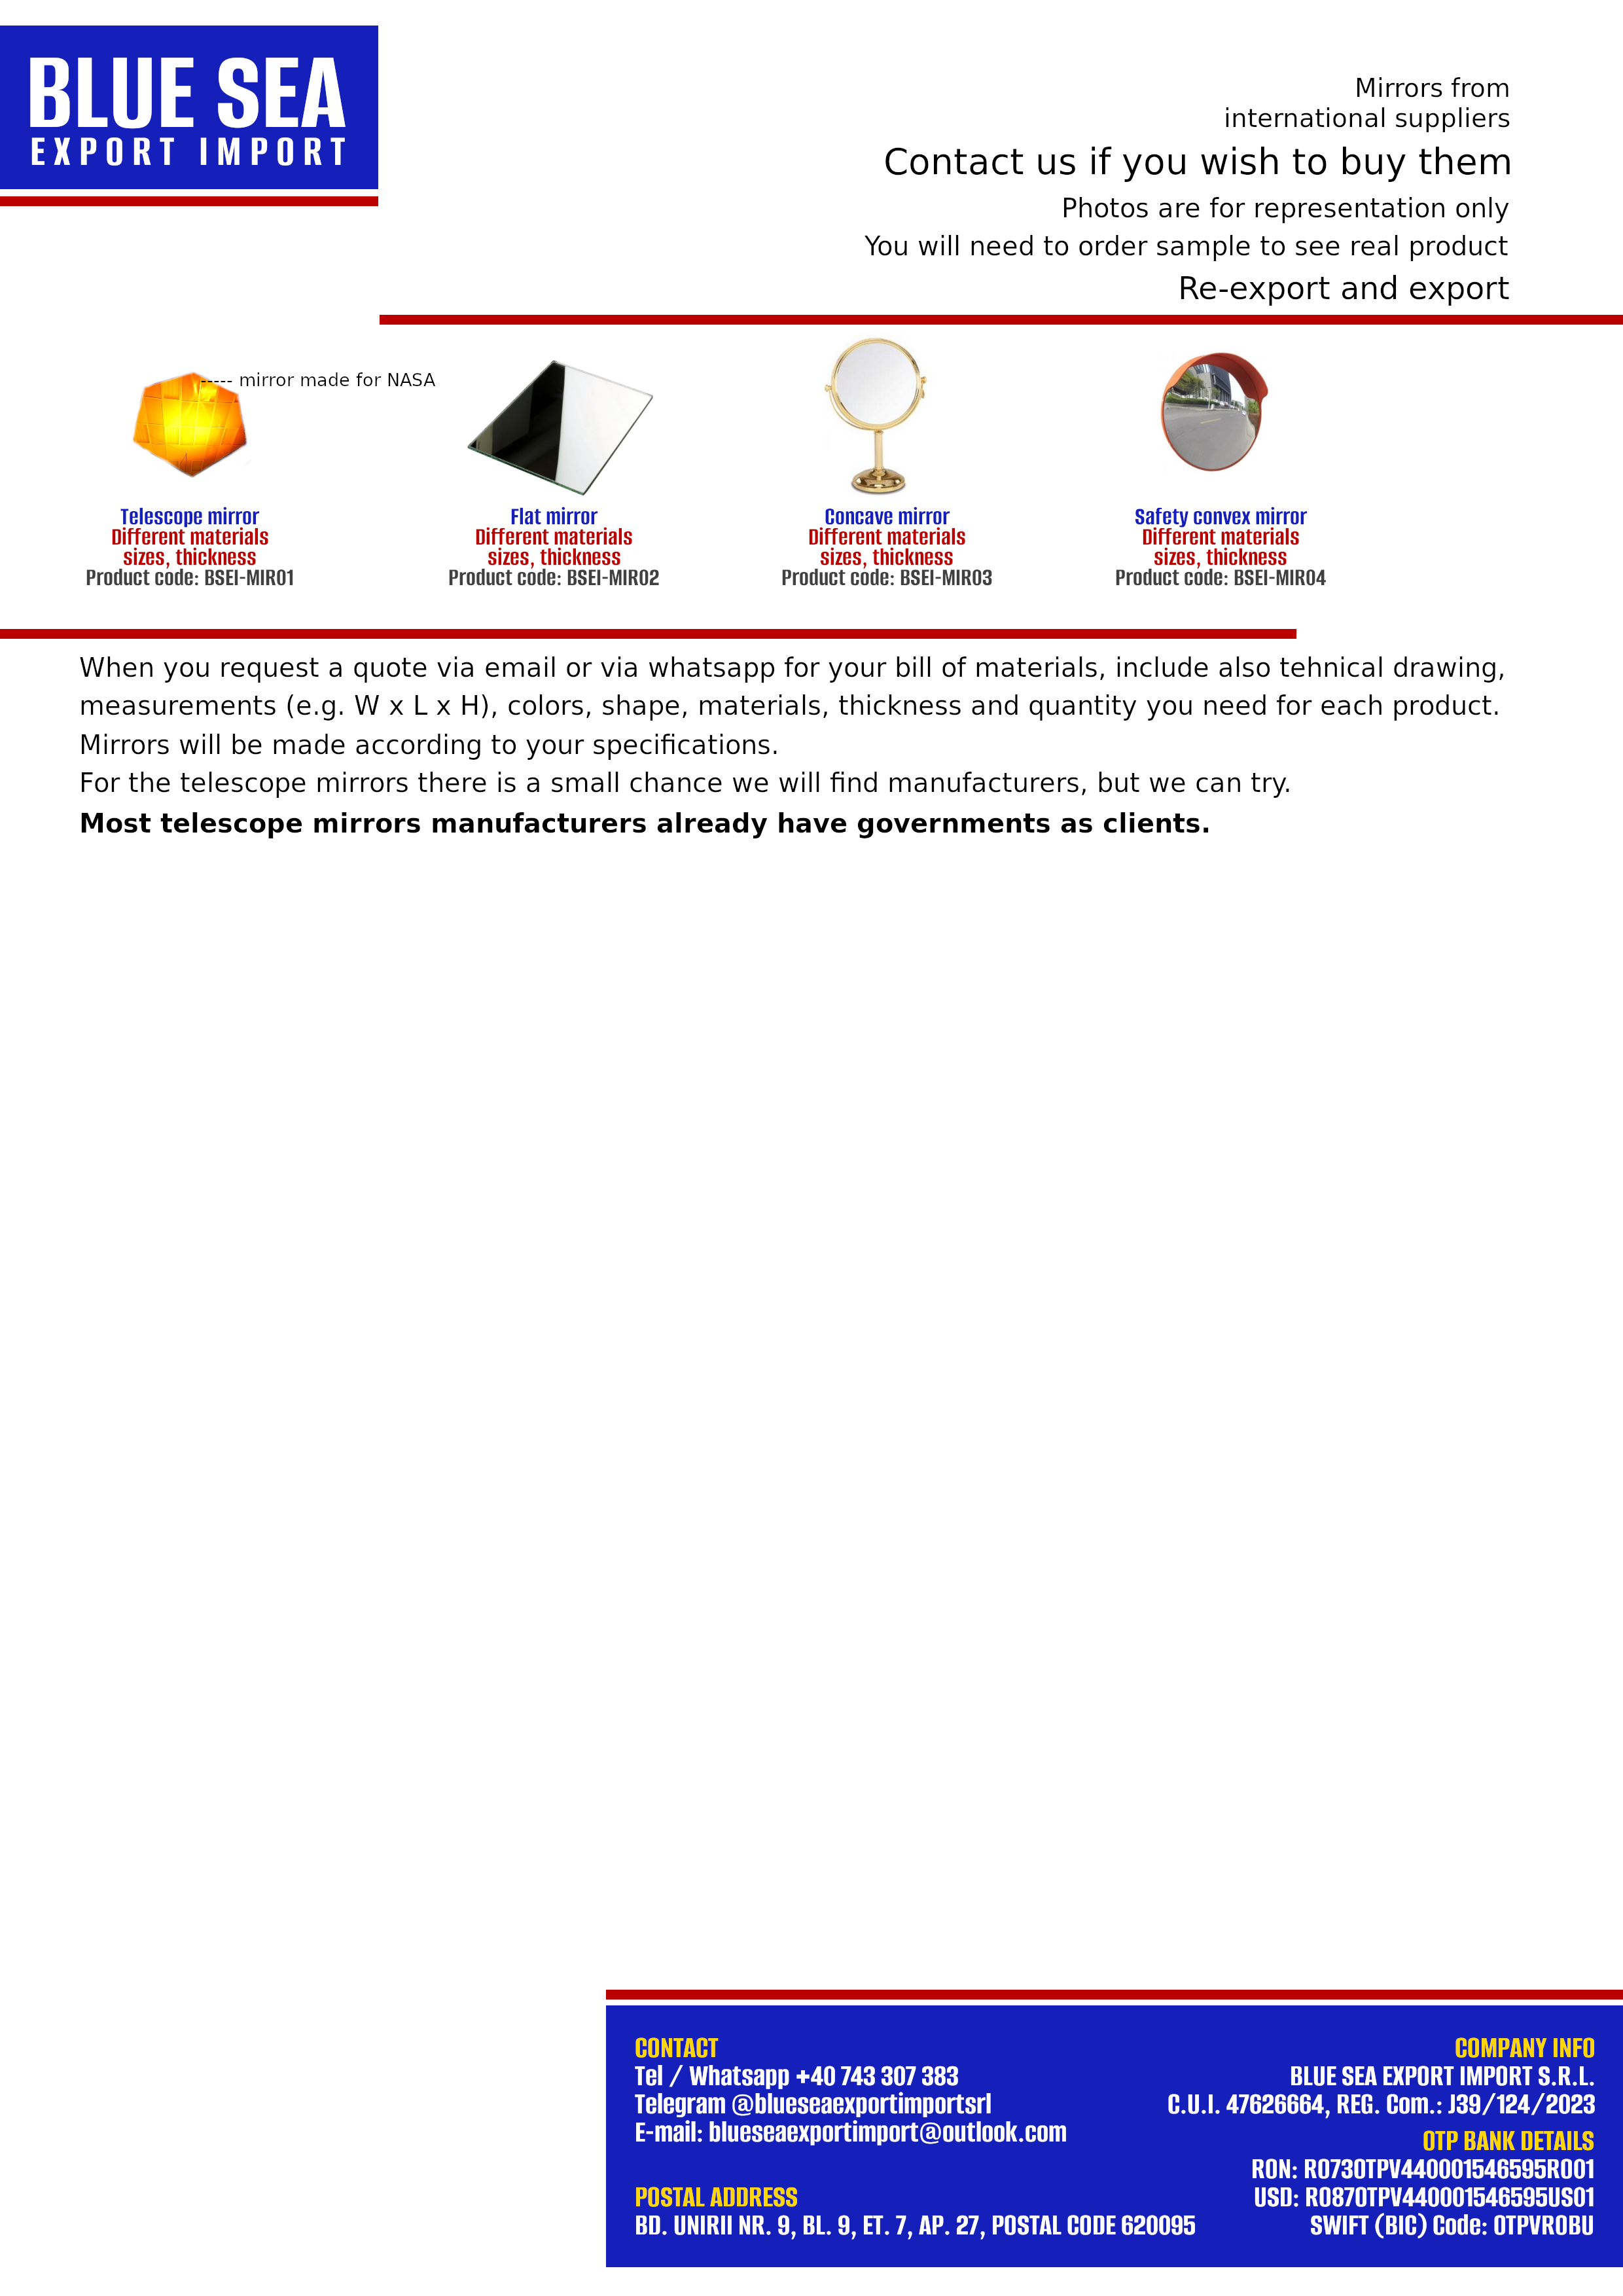 BLUE SEA
EXPORT IMPORT
Mirrors from
international suppliers
Contact us if you wish to buy them
Photos are for representation only
You will need to order sample to see real product
Re-export and export
----- mirror made for NASA
Telescope mirror
Different materials
sizes, thickness
Product code: BSEI-MIR01
Flat mirror
Different materials
sizes, thickness
Product code: BSEI-MIR02
Concave mirror
Different materials
sizes, thickness
Product code: BSEI-MIR03
Safety convex mirror
Different materials
sizes, thickness
Product code: BSEI-MIR04
When you request a quote via email or via whatsapp for your bill of materials, include also tehnical drawing,
measurements (e.g. W x L x H), colors, shape, materials, thickness and quantity you need for each product.
Mirrors will be made according to your specifications.
For the telescope mirrors there is a small chance we will find manufacturers, but we can try.
Most telescope mirrors manufacturers already have governments as clients.
CONTACT
Tel / Whatsapp +40 743 307 383
Telegram @blueseaexportimportsrl
E-mail: blueseaexportimport@outlook.com
POSTAL ADDRESS
BD. UNIRII NR. 9, BL. 9, ET. 7, AP. 27, POSTAL CODE 620095
COMPANY INFO
BLUE SEA EXPORT IMPORT S.R.L.
C.U.I. 47626664, REG. Com.: J39/124/2023
OTP BANK DETAILS
RON: RO73OTPV440001546595RO01
USD: RO87OTPV440001546595US01
SWIFT (BIC) Code: OTPVROBU